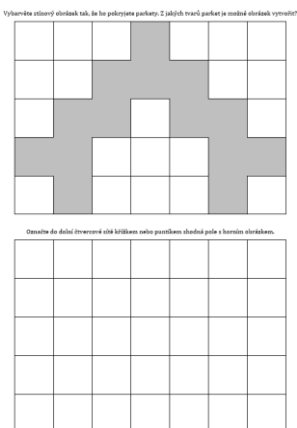 Vybarvěte stínový obrázek tak, že ho pokryjete parkety. Z jakých tvarů parket je možné obrázek vytvořit?
Označte do dolní čtvercové sítě křížkem nebo puntíkem shodná pole s horním obrázkem.